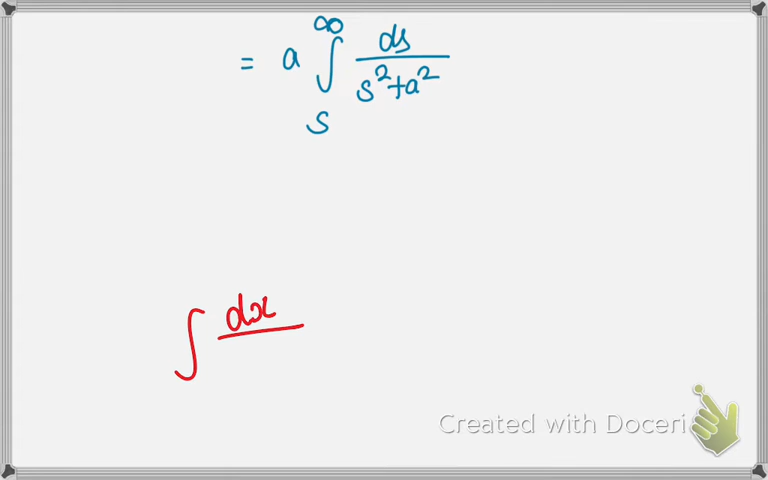 = a ∫_s^∞ ds/(s²+a²)
∫ dx/
Created with Doceri